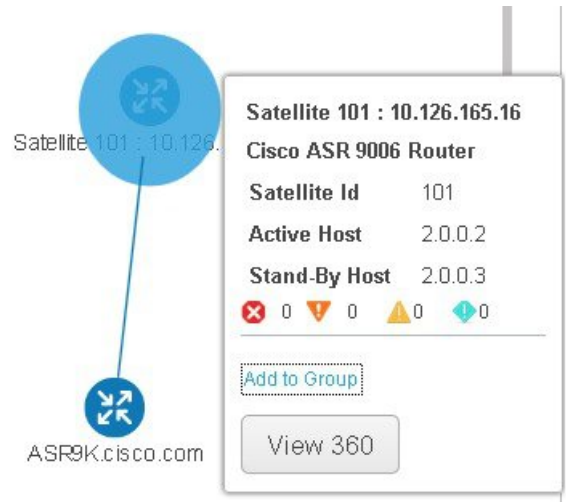 Satellite 101 : 10.126.
Satellite 101 : 10.126.165.16
Cisco ASR 9006 Router
Satellite Id 101
Active Host 2.0.0.2
Stand-By Host 2.0.0.3
0 0 0 0
Add to Group
View 360
ASR9K.cisco.com